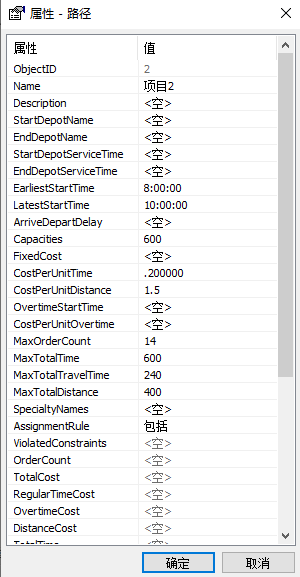 属性 - 路径
属性 值
ObjectID 2
Name 项目2
Description <空>
StartDepotName <空>
EndDepotName <空>
StartDepotServiceTime <空>
EndDepotServiceTime <空>
EarliestStartTime 8:00:00
LatestStartTime 10:00:00
ArriveDepartDelay <空>
Capacities 600
FixedCost <空>
CostPerUnitTime .200000
CostPerUnitDistance 1.5
OvertimeStartTime <空>
CostPerUnitOvertime <空>
MaxOrderCount 14
MaxTotalTime 600
MaxTotalTravelTime 240
MaxTotalDistance 400
SpecialtyNames <空>
AssignmentRule 包括
ViolatedConstraints <空>
OrderCount <空>
TotalCost <空>
RegularTimeCost <空>
OvertimeCost <空>
DistanceCost <空>
TotalTime <空>
确定 取消